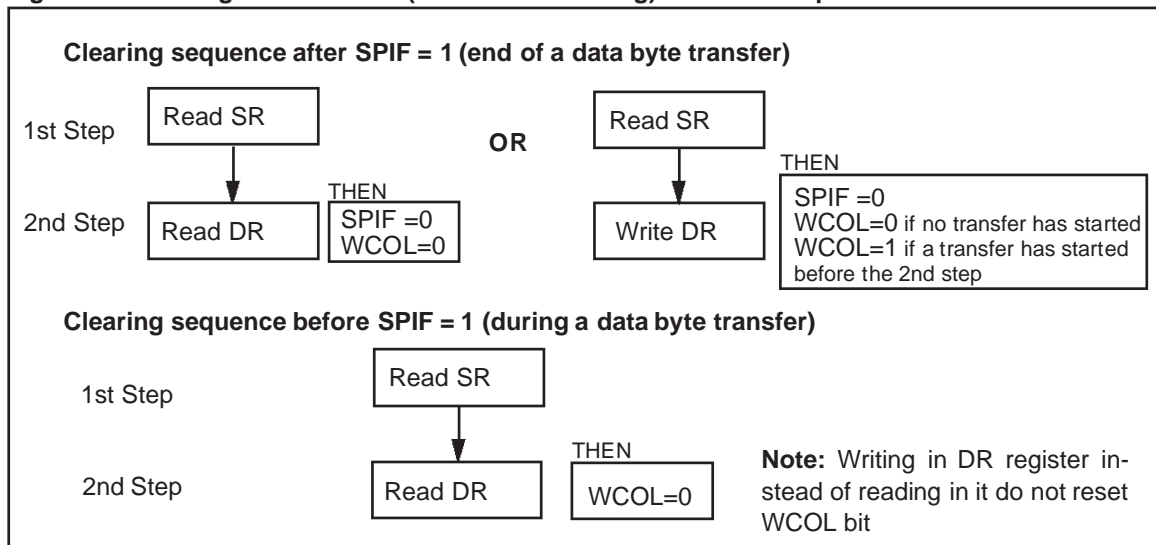 Clearing sequence after SPIF = 1 (end of a data byte transfer)
1st Step
Read SR
OR
Read SR
THEN
THEN
2nd Step
Read DR
SPIF =0
WCOL=0
Write DR
SPIF =0
WCOL=0 if no transfer has started
WCOL=1 if a transfer has started
before the 2nd step
Clearing sequence before SPIF = 1 (during a data byte transfer)
1st Step
Read SR
THEN
2nd Step
Read DR
WCOL=0
Note: Writing in DR register in-
stead of reading in it do not reset
WCOL bit